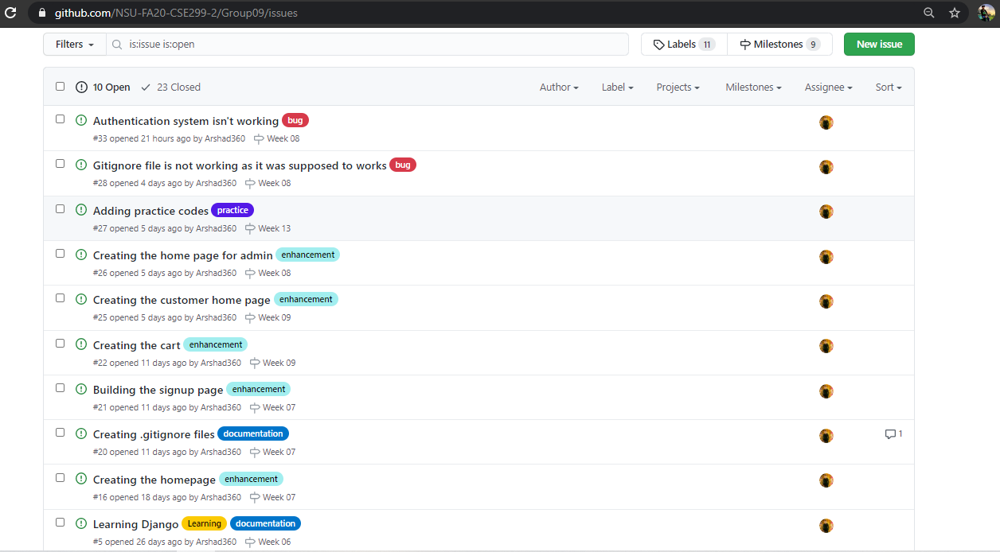 github.com/NSU-FA20-CSE299-2/Group09/issues
Filters is:issue is:open Labels 11 Milestones 9 New issue
10 Open 23 Closed Author Label Projects Milestones Assignee Sort
Authentication system isn't working bug
#33 opened 21 hours ago by Arshad360 Week 08
Gitignore file is not working as it was supposed to works bug
#28 opened 4 days ago by Arshad360 Week 08
Adding practice codes practice
#27 opened 5 days ago by Arshad360 Week 13
Creating the home page for admin enhancement
#26 opened 5 days ago by Arshad360 Week 08
Creating the customer home page enhancement
#25 opened 5 days ago by Arshad360 Week 09
Creating the cart enhancement
#22 opened 11 days ago by Arshad360 Week 09
Building the signup page enhancement
#21 opened 11 days ago by Arshad360 Week 07
Creating .gitignore files documentation 1
#20 opened 11 days ago by Arshad360 Week 07
Creating the homepage enhancement
#16 opened 18 days ago by Arshad360 Week 07
Learning Django Learning documentation
#5 opened 26 days ago by Arshad360 Week 06